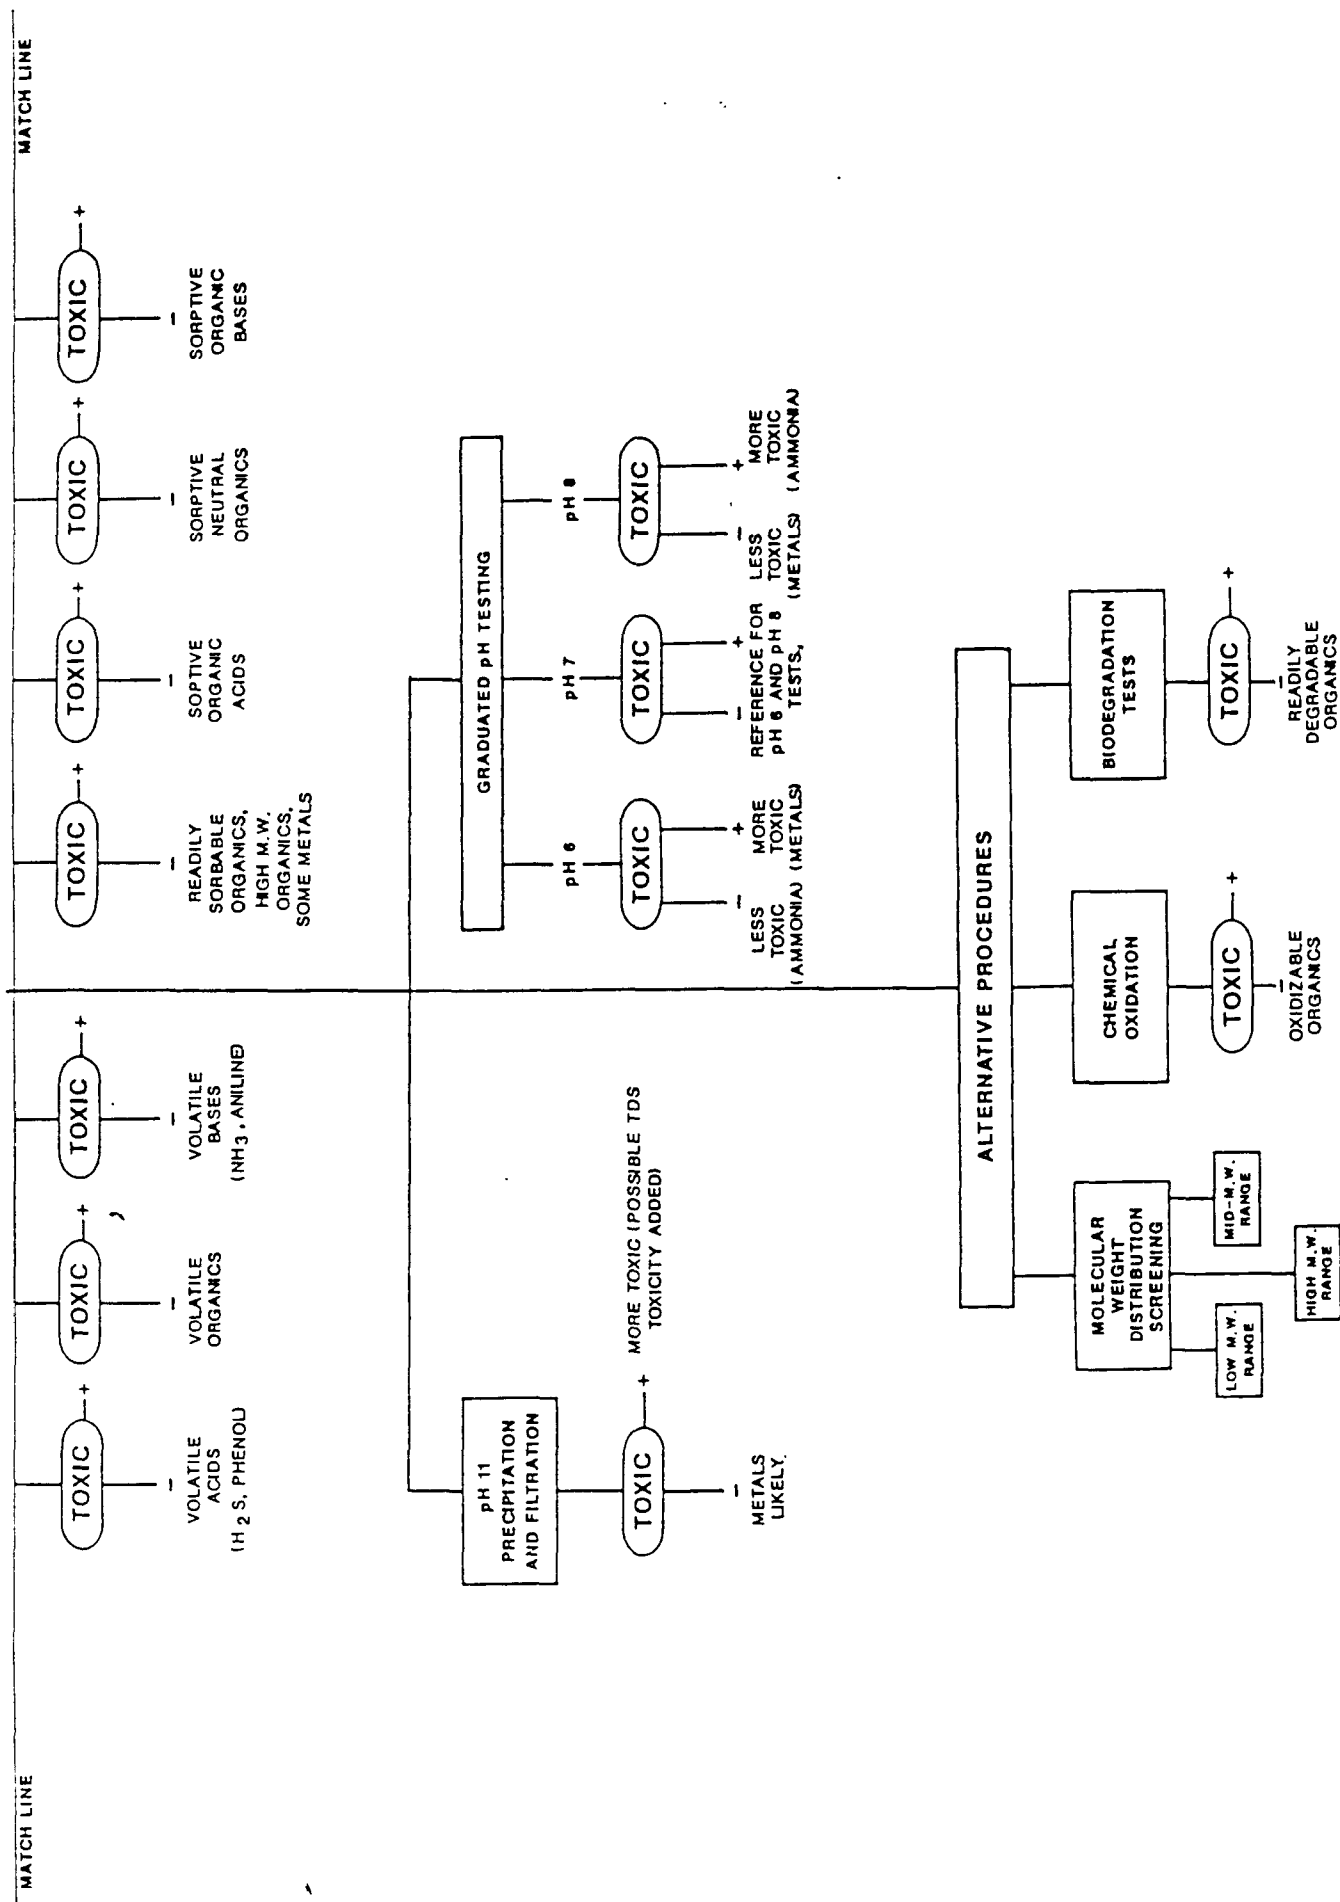 MATCH LINE
MATCH LINE
TOXIC
+
−
VOLATILE
ACIDS
(H2S, PHENOL)
TOXIC
+
−
VOLATILE
ORGANICS
TOXIC
+
−
VOLATILE
BASES
(NH3, ANILINE)
TOXIC
+
−
READILY
SORBABLE
ORGANICS,
HIGH M.W.
ORGANICS,
SOME METALS
TOXIC
+
−
SOPTIVE
ORGANIC
ACIDS
TOXIC
+
−
SORPTIVE
NEUTRAL
ORGANICS
TOXIC
+
−
SORPTIVE
ORGANIC
BASES
pH 11
PRECIPITATION
AND FILTRATION
TOXIC
+
MORE TOXIC (POSSIBLE TDS
TOXICITY ADDED)
−
METALS
LIKELY.
GRADUATED pH TESTING
pH 6
TOXIC
−
LESS
TOXIC
(AMMONIA)
+
MORE
TOXIC
(METALS)
pH 7
TOXIC
−
+
REFERENCE FOR
pH 6 AND pH 8
TESTS,
pH 8
TOXIC
−
LESS
TOXIC
(METALS)
+
MORE
TOXIC
(AMMONIA)
ALTERNATIVE PROCEDURES
MOLECULAR
WEIGHT
DISTRIBUTION
SCREENING
LOW M.W.
RANGE
HIGH M.W.
RANGE
MID-M.W.
RANGE
CHEMICAL
OXIDATION
TOXIC
+
−
OXIDIZABLE
ORGANICS
BIODEGRADATION
TESTS
TOXIC
+
−
READILY
DEGRADABLE
ORGANICS